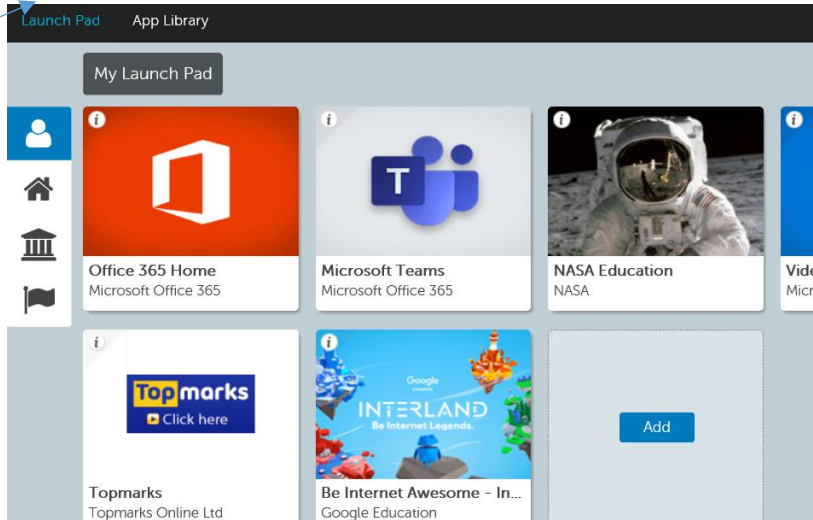 Launch Pad App Library
My Launch Pad
Office 365 Home
Microsoft Office 365
T
Microsoft Teams
Microsoft Office 365
NASA Education
NASA
Vide
Micr
Topmarks
Click here
Topmarks
Topmarks Online Ltd
Google
presents
INTERLAND
Be Internet Legends.
Be Internet Awesome - In...
Google Education
Add